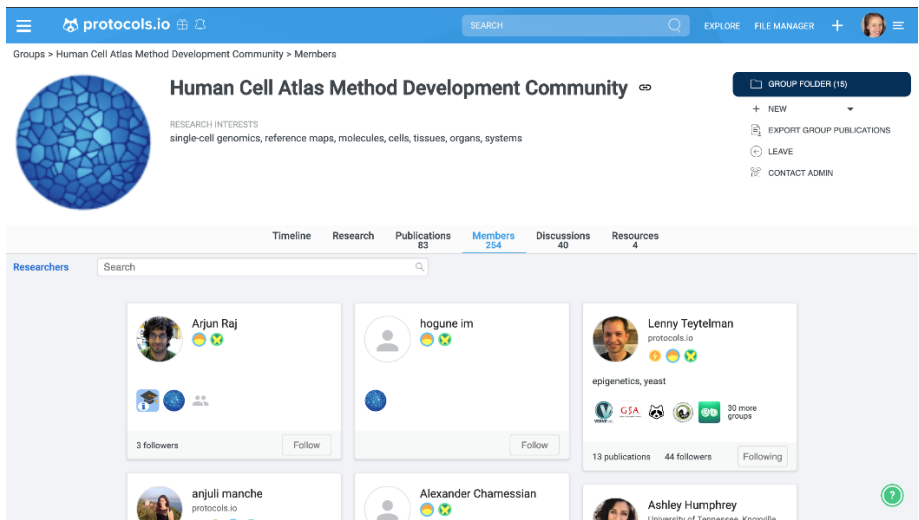 protocols.io
SEARCH
EXPLORE
FILE MANAGER
Groups > Human Cell Atlas Method Development Community > Members
Human Cell Atlas Method Development Community
RESEARCH INTERESTS
single-cell genomics, reference maps, molecules, cells, tissues, organs, systems
GROUP FOLDER (15)
+ NEW
EXPORT GROUP PUBLICATIONS
LEAVE
CONTACT ADMIN
Timeline
Research
Publications
83
Members
254
Discussions
40
Resources
4
Researchers
Search
Arjun Raj
3 followers
Follow
hogune im
Follow
Lenny Teytelman
protocols.io
epigenetics, yeast
GSA
30 more
groups
13 publications
44 followers
Following
anjuli manche
protocols.io
Alexander Chamessian
Ashley Humphrey
University of Tennessee, Knoxville
?